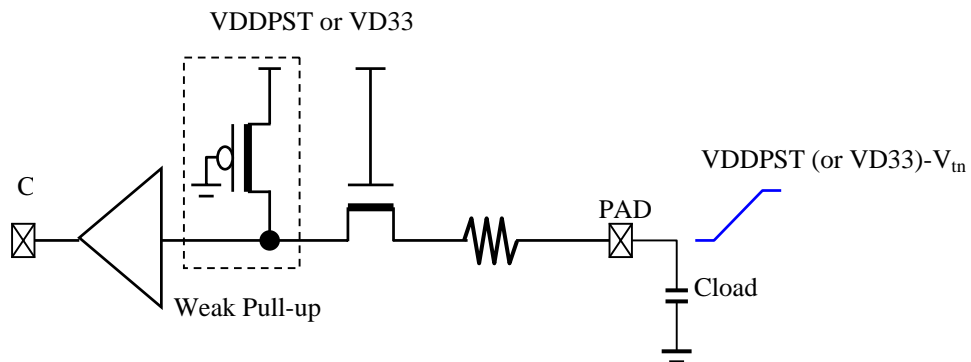 VDDPST or VD33
VDDPST (or VD33)-Vtn
C
PAD
Cload
Weak Pull-up